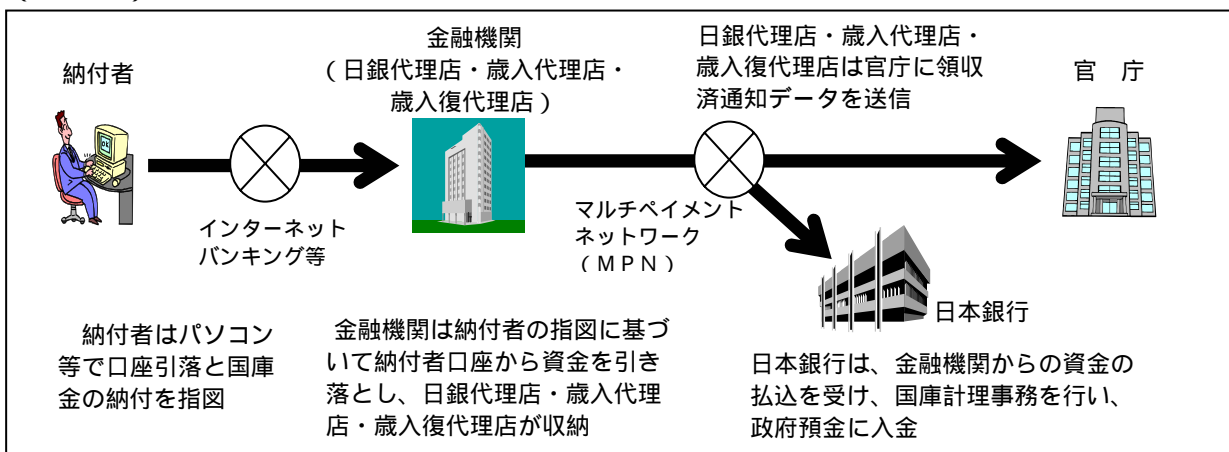 納付者
金融機関
（日銀代理店・歳入代理店・
歳入復代理店）
日銀代理店・歳入代理店・
歳入復代理店は官庁に領収
済通知データを送信
官　庁
ok
インターネット
バンキング等
マルチペイメント
ネットワーク
（ＭＰＮ）
日本銀行
納付者はパソコン
等で口座引落と国庫
金の納付を指図
金融機関は納付者の指図に基づ
いて納付者口座から資金を引き
落とし、日銀代理店・歳入代理
店・歳入復代理店が収納
日本銀行は、金融機関からの資金の
払込を受け、国庫計理事務を行い、
政府預金に入金